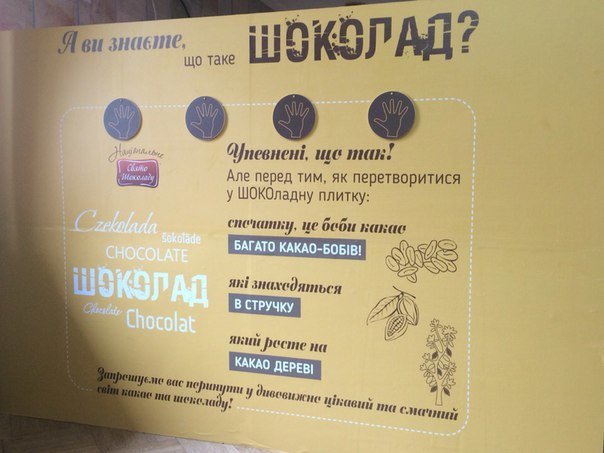 А ви знаєте,
що таке ШОКОЛАД?
Національне
Свято
Шоколаду
Упевнені, що так!
Але перед тим, як перетворитися
у ШОКОладну плитку:
спочатку, це боби какао
БАГАТО КАКАО-БОБІВ!
які знаходяться
В СТРУЧКУ
який росте на
КАКАО ДЕРЕВІ
Czekolada
šokolāde
CHOCOLATE
ШОКОЛАД
Chocolate
Chocolat
Запрошуємо вас поринути у дивовижно цікавий та смачний
світ какао та шоколаду!